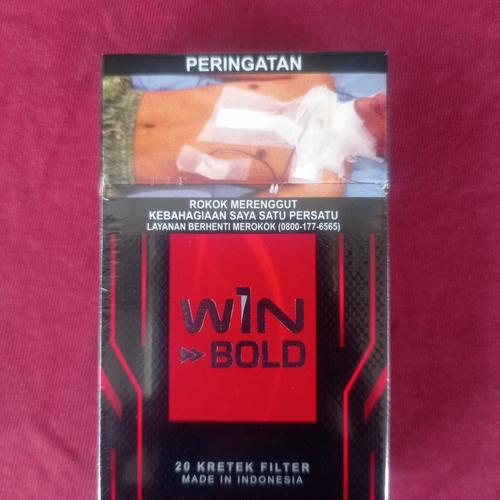 PERINGATAN
ROKOK MERENGGUT
KEBAHAGIAAN SAYA SATU PERSATU
LAYANAN BERHENTI MEROKOK (0800-177-6565)
WIN
BOLD
20 KRETEK FILTER
MADE IN INDONESIA